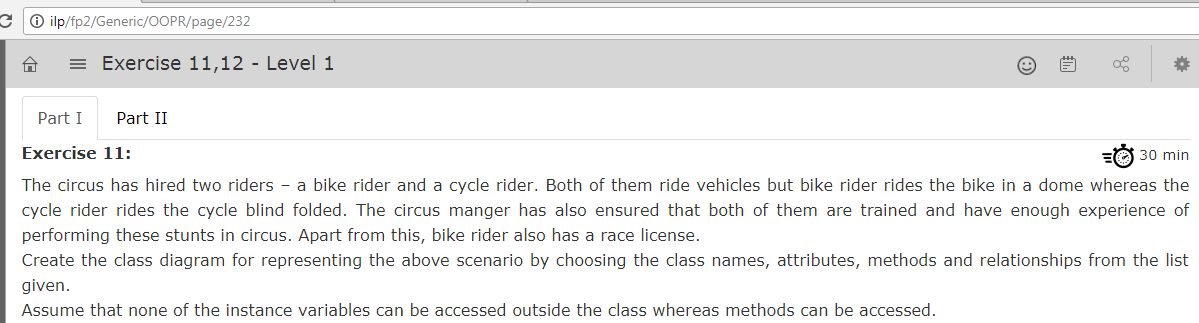 ilp/fp2/Generic/OOPR/page/232
Exercise 11,12 - Level 1
Part I Part II
Exercise 11: 30 min
The circus has hired two riders – a bike rider and a cycle rider. Both of them ride vehicles but bike rider rides the bike in a dome whereas the
cycle rider rides the cycle blind folded. The circus manger has also ensured that both of them are trained and have enough experience of
performing these stunts in circus. Apart from this, bike rider also has a race license.
Create the class diagram for representing the above scenario by choosing the class names, attributes, methods and relationships from the list
given.
Assume that none of the instance variables can be accessed outside the class whereas methods can be accessed.